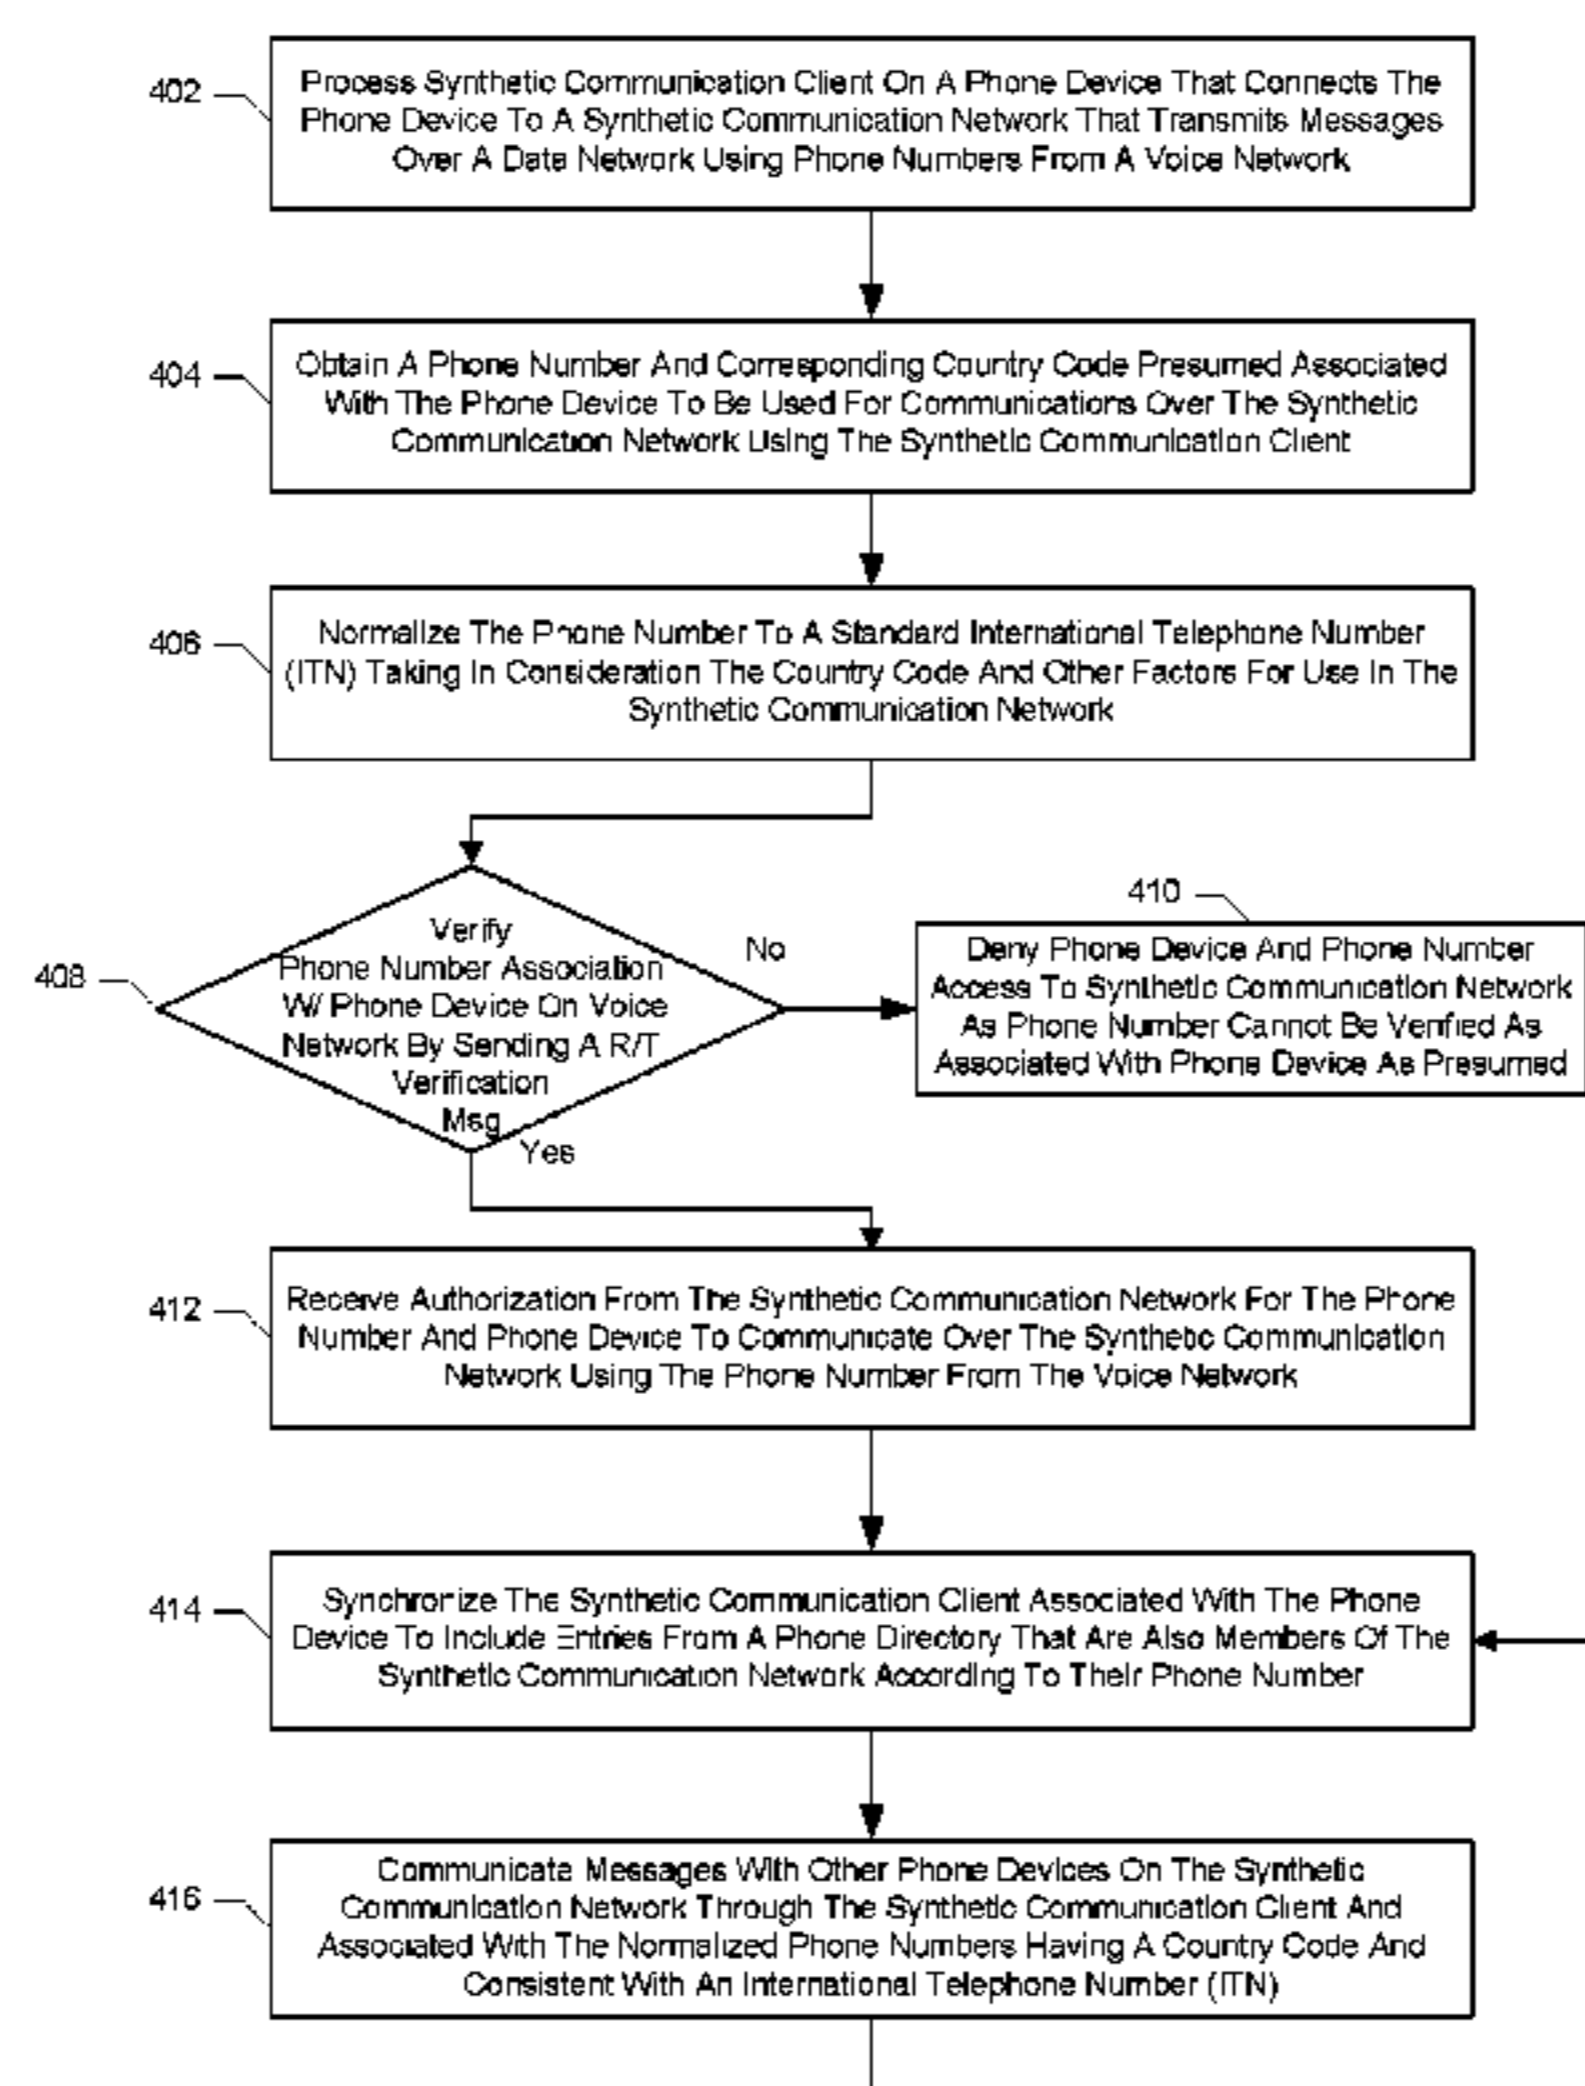 402
Process Synthetic Communication Client On A Phone Device That Connects The
Phone Device To A Synthetic Communication Network That Transmits Messages
Over A Data Network Using Phone Numbers From A Voice Network
404
Obtain A Phone Number And Corresponding Country Code Presumed Associated
With The Phone Device To Be Used For Communications Over The Synthetic
Communication Network Using The Synthetic Communication Client
406
Normalize The Phone Number To A Standard International Telephone Number
(ITN) Taking In Consideration The Country Code And Other Factors For Use In The
Synthetic Communication Network
408
Verify
Phone Number Association
W/ Phone Device On Voice
Network By Sending A R/T
Verification
Msg
No
Yes
410
Deny Phone Device And Phone Number
Access To Synthetic Communication Network
As Phone Number Cannot Be Verified As
Associated With Phone Device As Presumed
412
Receive Authorization From The Synthetic Communication Network For The Phone
Number And Phone Device To Communicate Over The Synthetic Communication
Network Using The Phone Number From The Voice Network
414
Synchronize The Synthetic Communication Client Associated With The Phone
Device To Include Entries From A Phone Directory That Are Also Members Of The
Synthetic Communication Network According To Their Phone Number
416
Communicate Messages With Other Phone Devices On The Synthetic
Communication Network Through The Synthetic Communication Client And
Associated With The Normalized Phone Numbers Having A Country Code And
Consistent With An International Telephone Number (ITN)